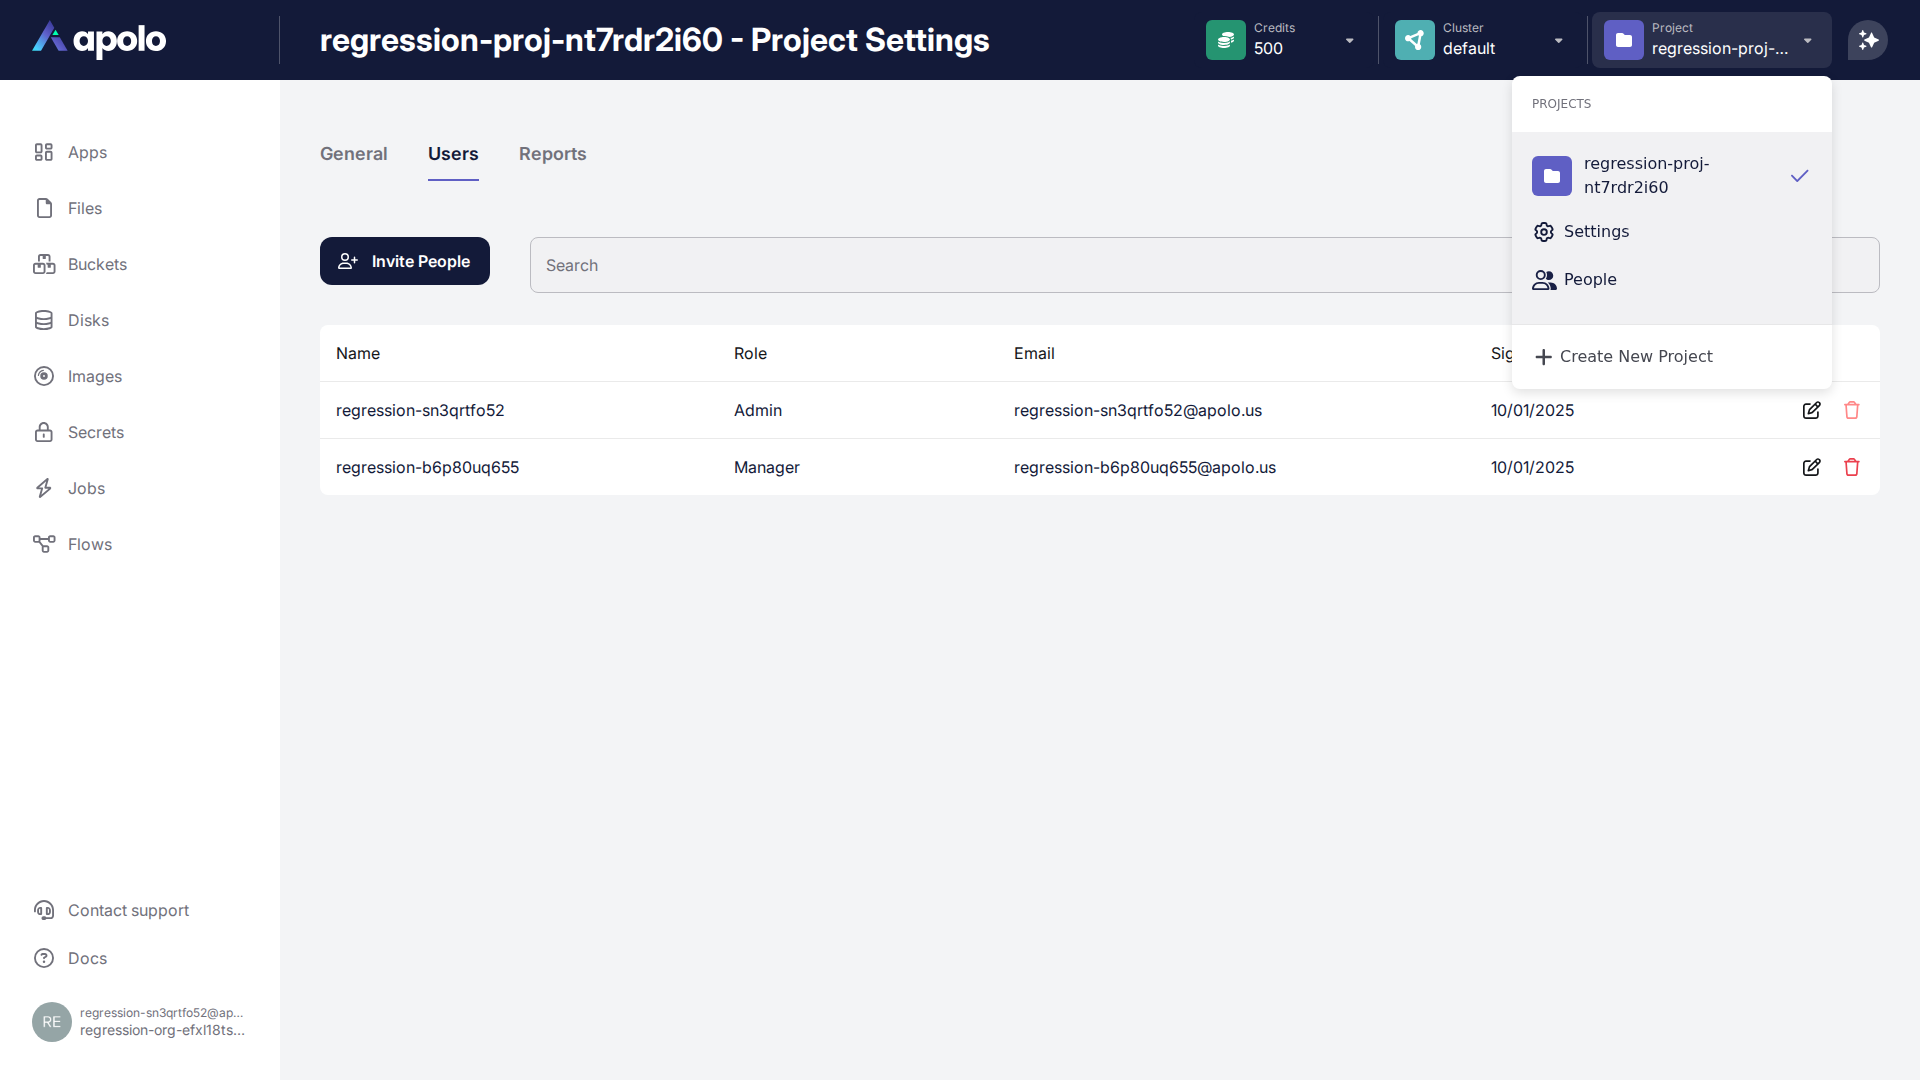 apolo
regression-proj-nt7rdr2i60 - Project Settings
Credits
500
Cluster
default
Project
regression-proj-...
PROJECTS
regression-proj-
nt7rdr2i60
Settings
People
Create New Project
Apps
Files
Buckets
Disks
Images
Secrets
Jobs
Flows
Contact support
Docs
RE
regression-sn3qrtfo52@ap...
regression-org-efxl18ts...
General Users Reports
Invite People
Search
Name Role Email Sig
regression-sn3qrtfo52 Admin regression-sn3qrtfo52@apolo.us 10/01/2025
regression-b6p80uq655 Manager regression-b6p80uq655@apolo.us 10/01/2025